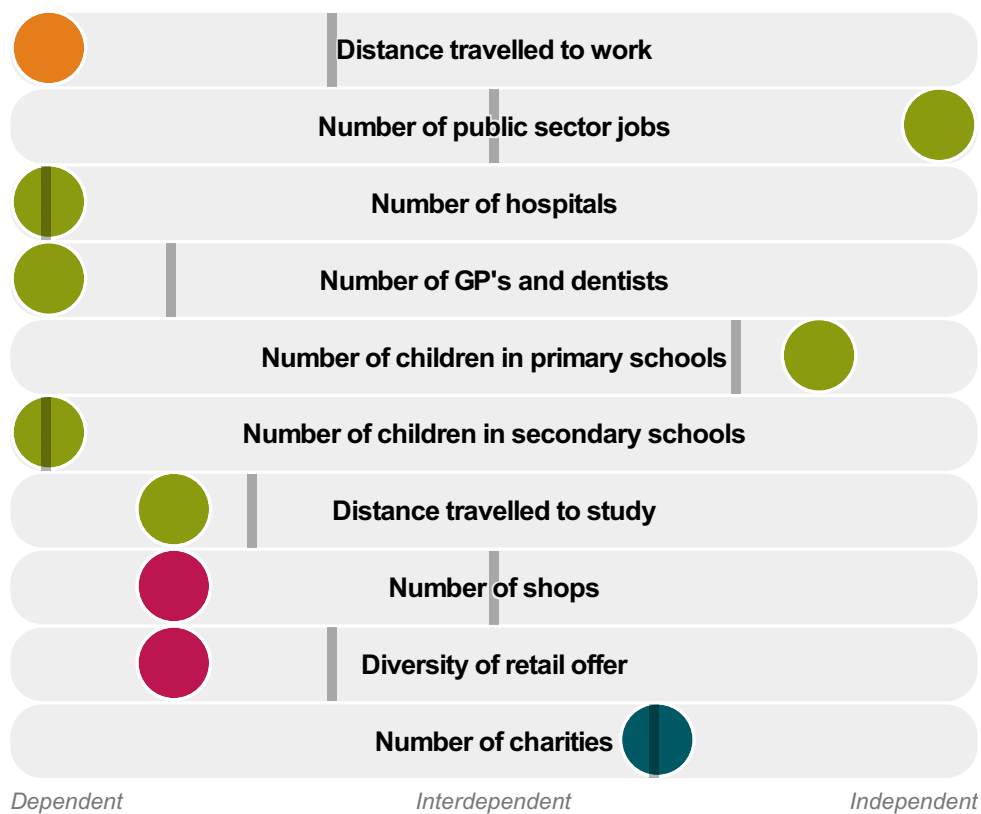 Distance travelled to work
Number of public sector jobs
Number of hospitals
Number of GP's and dentists
Number of children in primary schools
Number of children in secondary schools
Distance travelled to study
Number of shops
Diversity of retail offer
Number of charities
Dependent Interdependent Independent